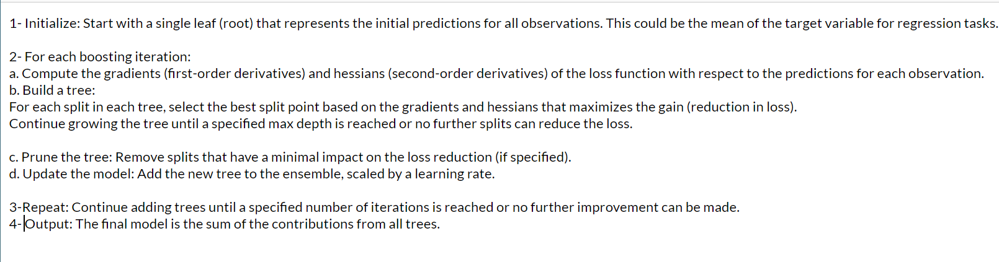 1- Initialize: Start with a single leaf (root) that represents the initial predictions for all observations. This could be the mean of the target variable for regression tasks.
2- For each boosting iteration:
a. Compute the gradients (first-order derivatives) and hessians (second-order derivatives) of the loss function with respect to the predictions for each observation.
b. Build a tree:
For each split in each tree, select the best split point based on the gradients and hessians that maximizes the gain (reduction in loss).
Continue growing the tree until a specified max depth is reached or no further splits can reduce the loss.
c. Prune the tree: Remove splits that have a minimal impact on the loss reduction (if specified).
d. Update the model: Add the new tree to the ensemble, scaled by a learning rate.
3-Repeat: Continue adding trees until a specified number of iterations is reached or no further improvement can be made.
4-Output: The final model is the sum of the contributions from all trees.